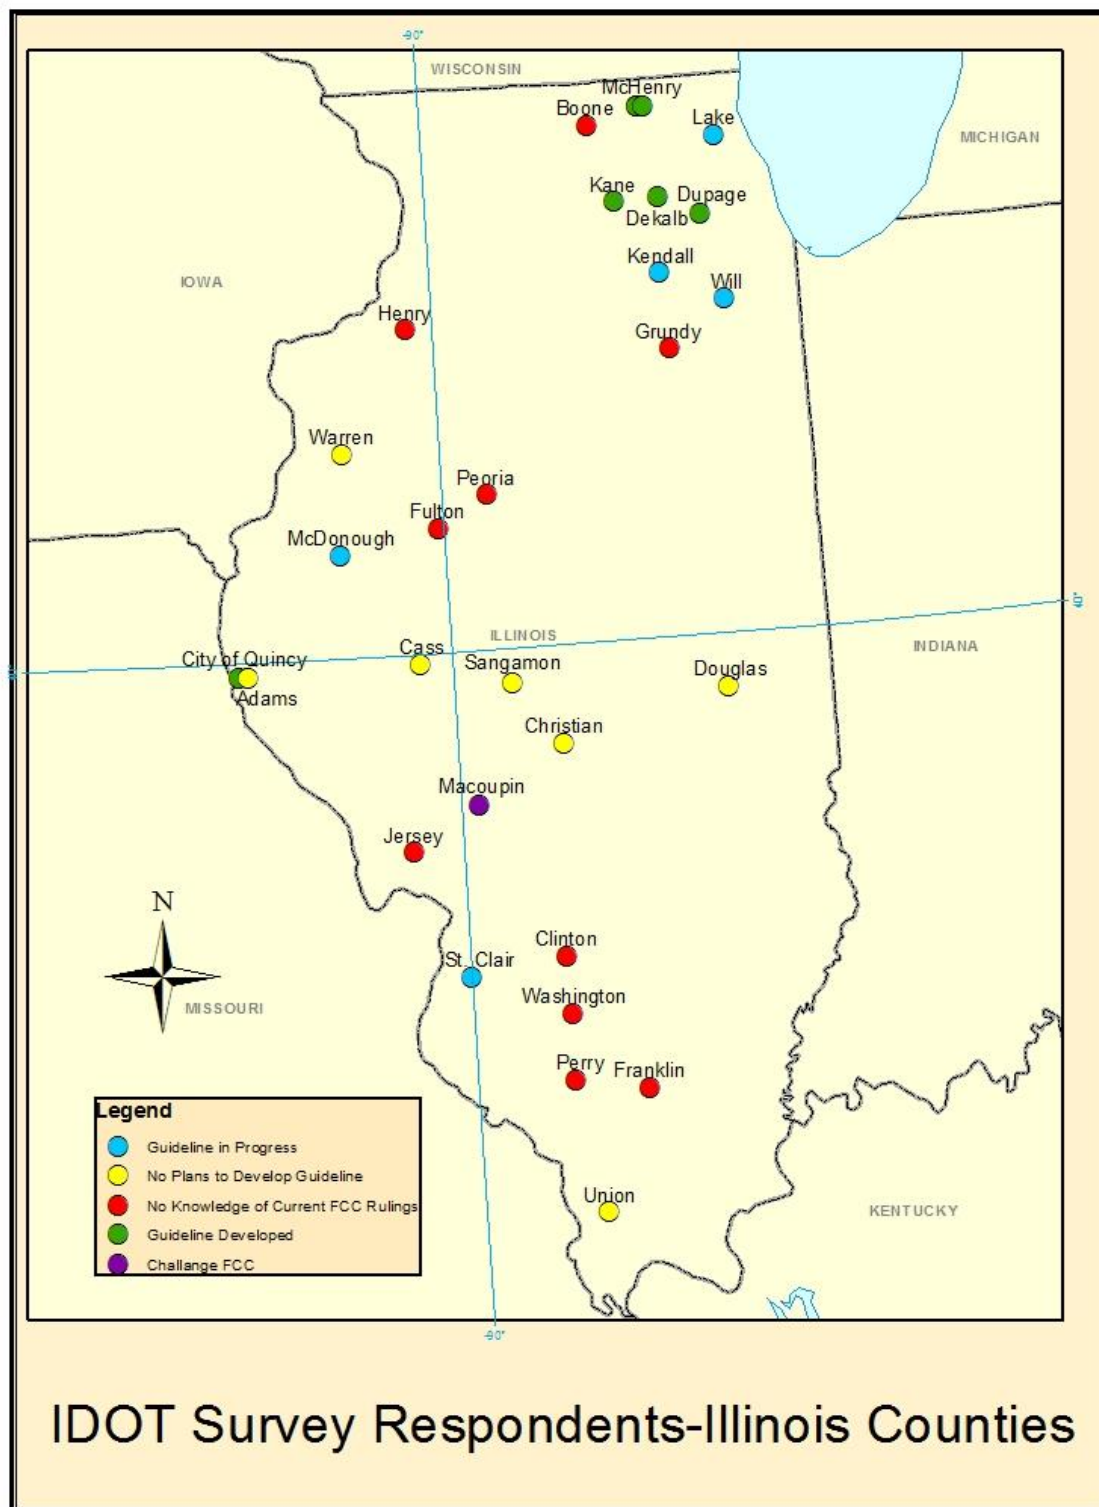 -90°
WISCONSIN
McHenry
Boone
Lake
MICHIGAN
Kane
Dupage
Dekalb
Kendall
IOWA
Will
Henry
Grundy
Warren
Peoria
Fulton
McDonough
40°
ILLINOIS
INDIANA
Cass
City of Quincy
Sangamon
Douglas
Adams
Christian
Macoupin
Jersey
N
Clinton
St. Clair
Washington
MISSOURI
Perry
Franklin
Legend
Guideline in Progress
No Plans to Develop Guideline
No Knowledge of Current FCC Rulings
Guideline Developed
Challange FCC
Union
KENTUCKY
-90°
IDOT Survey Respondents-Illinois Counties